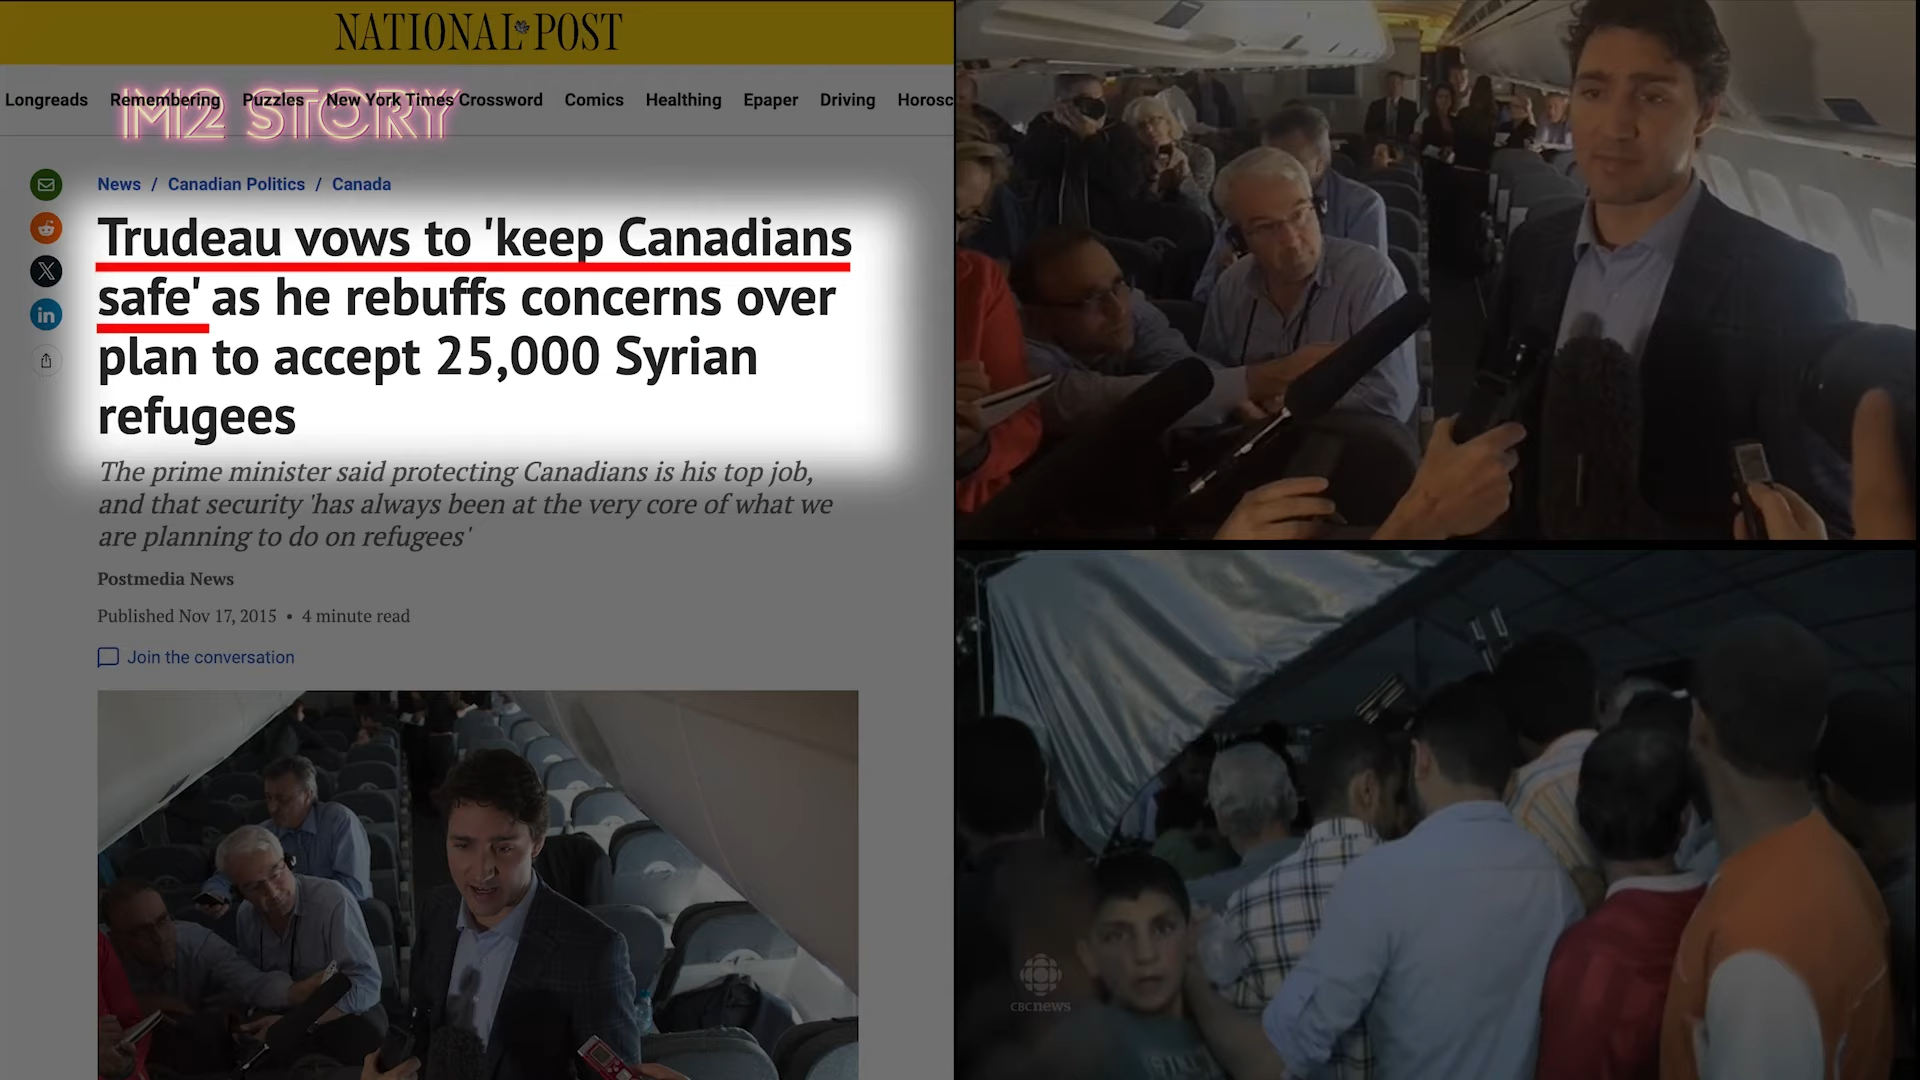 NATIONAL POST
Longreads Remembering Puzzles New York Times Crossword Comics Healthing Epaper Driving Horosc
M2 STORY
News / Canadian Politics / Canada
Trudeau vows to 'keep Canadians
safe' as he rebuffs concerns over
plan to accept 25,000 Syrian
refugees
The prime minister said protecting Canadians is his top job,
and that security 'has always been at the very core of what we
are planning to do on refugees'
Postmedia News
Published Nov 17, 2015 • 4 minute read
Join the conversation
CBCnews